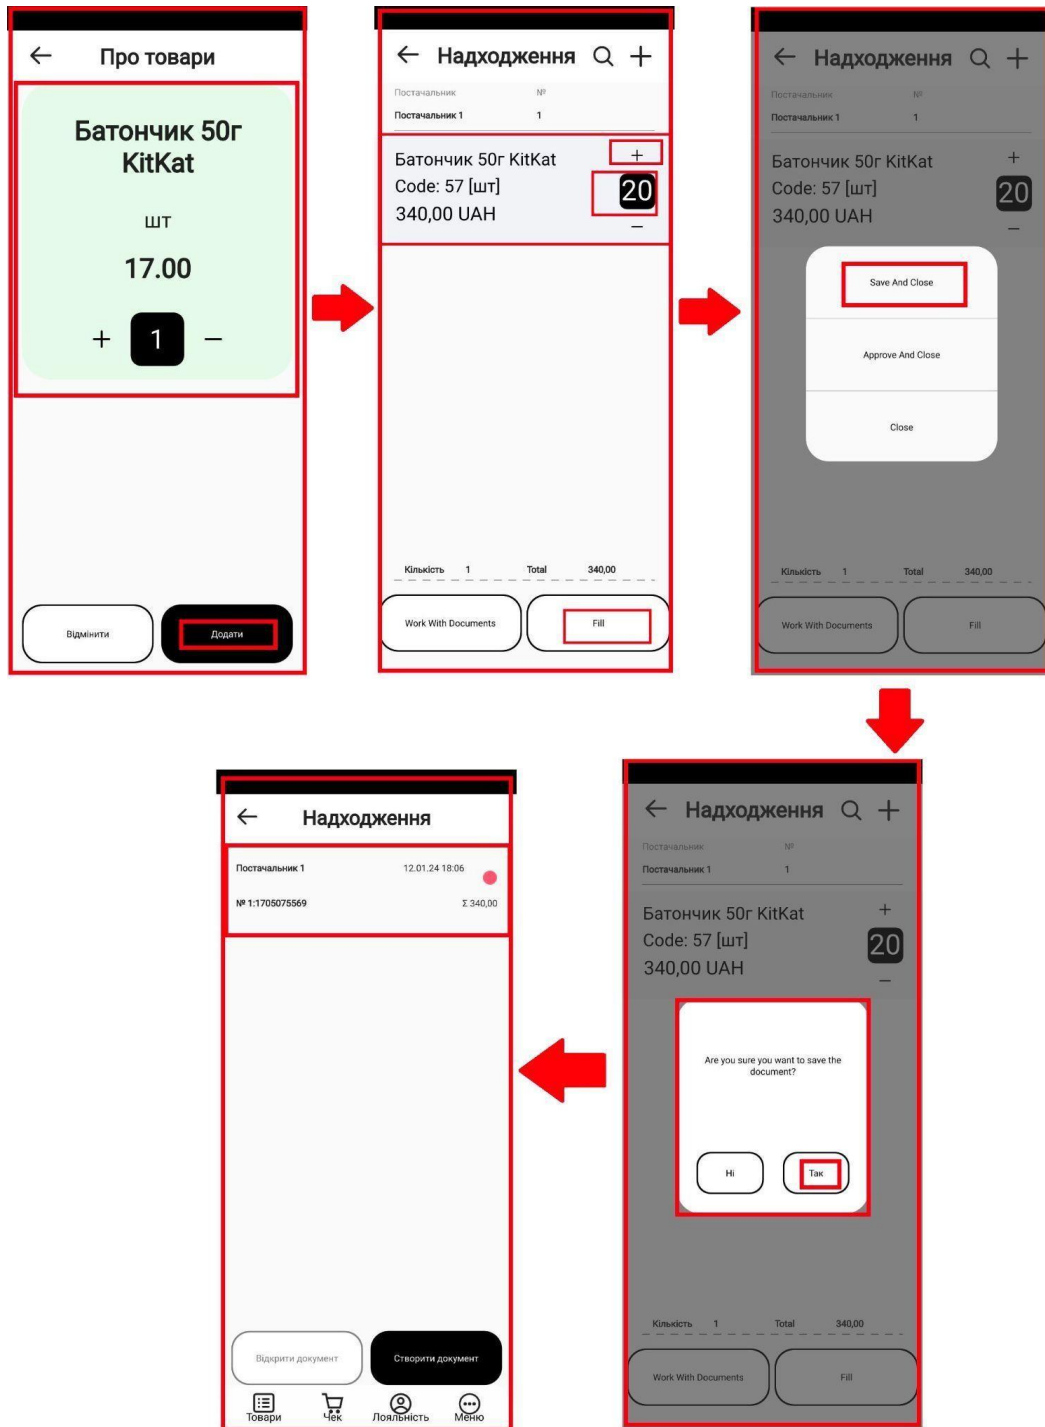 Про товари
Батончик 50г
KitKat
шт
17.00
+ 1 −
Відмінити
Додати
Надходження
Постачальник №
Постачальник 1 1
Батончик 50г KitKat
+
Code: 57 [шт]
20
340,00 UAH
−
Кількість 1 Total 340,00
Work With Documents
Fill
Надходження
Постачальник №
Постачальник 1 1
Батончик 50г KitKat
+
Code: 57 [шт]
20
340,00 UAH
−
Save And Close
Approve And Close
Close
Кількість 1 Total 340,00
Work With Documents
Fill
Надходження
Постачальник 1 12.01.24 18:06
№ 1:1705075569 Σ 340,00
Відкрити документ
Створити документ
Товари
Чек
Лояльність
Меню
Надходження
Постачальник №
Постачальник 1 1
Батончик 50г KitKat
+
Code: 57 [шт]
20
340,00 UAH
−
Are you sure you want to save the
document?
Ні
Так
Кількість 1 Total 340,00
Work With Documents
Fill